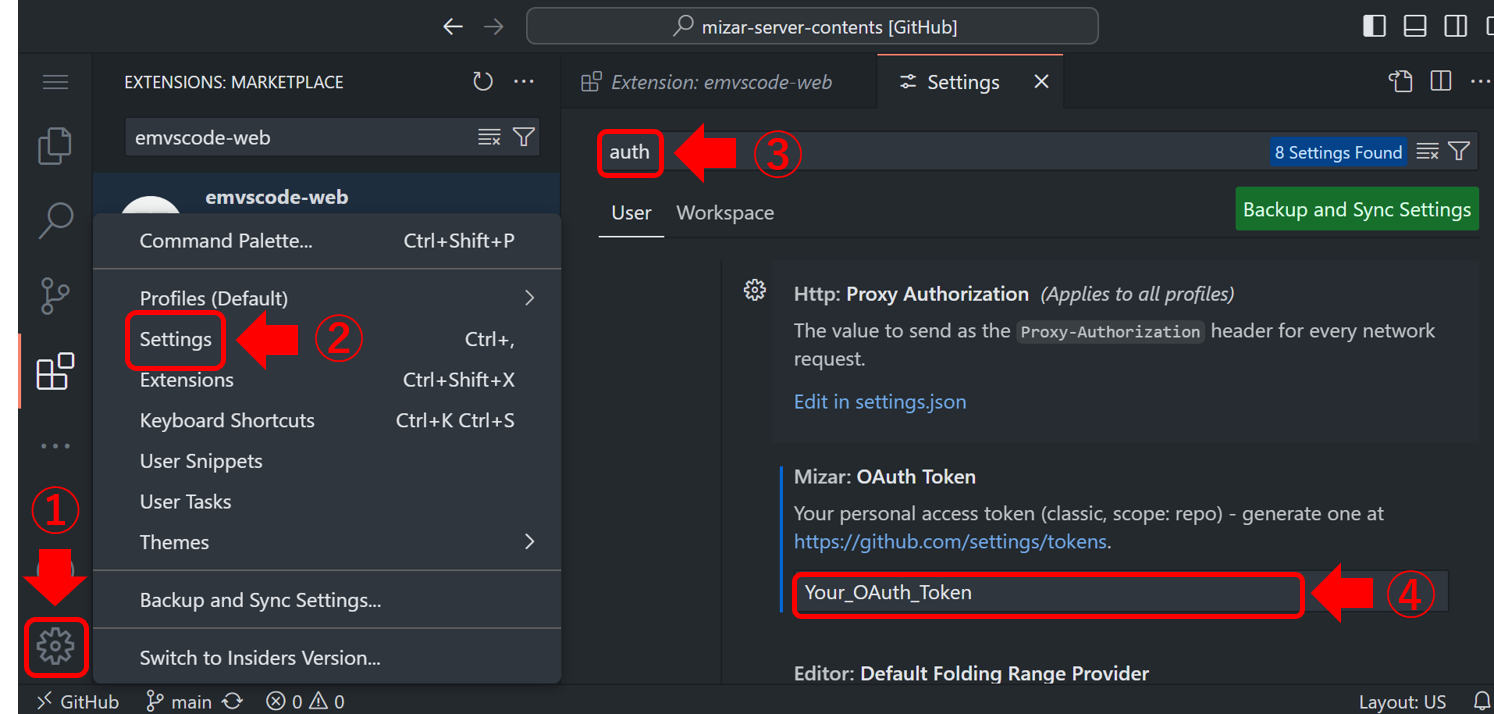 mizar-server-contents [GitHub]
EXTENSIONS: MARKETPLACE
emvscode-web
emvscode-web
Command Palette... Ctrl+Shift+P
Profiles (Default)
Settings Ctrl+,
②
Extensions Ctrl+Shift+X
Keyboard Shortcuts Ctrl+K Ctrl+S
User Snippets
User Tasks
Themes
Backup and Sync Settings...
Switch to Insiders Version...
①
Extension: emvscode-web
Settings
auth
③
8 Settings Found
User Workspace
Backup and Sync Settings
Http: Proxy Authorization (Applies to all profiles)
The value to send as the Proxy-Authorization header for every network
request.
Edit in settings.json
Mizar: OAuth Token
Your personal access token (classic, scope: repo) - generate one at
https://github.com/settings/tokens.
Your_OAuth_Token
④
Editor: Default Folding Range Provider
GitHub main 0 0 Layout: US